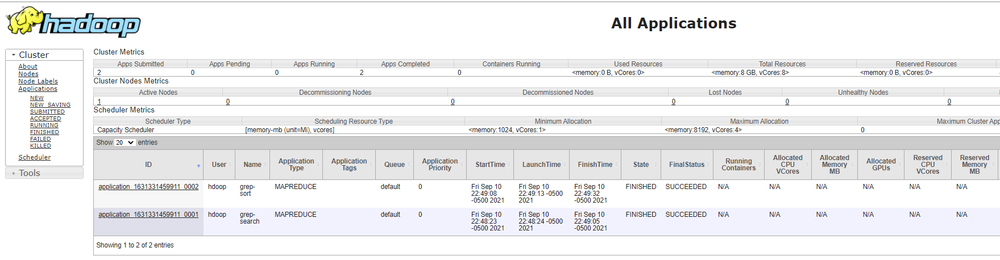 hadoop
All Applications
Cluster
About
Nodes
Node Labels
Applications
NEW
NEW_SAVING
SUBMITTED
ACCEPTED
RUNNING
FINISHED
FAILED
KILLED
Scheduler
Tools
Cluster Metrics
Apps Submitted Apps Pending Apps Running Apps Completed Containers Running Used Resources Total Resources Reserved Resources
2 0 0 2 0 <memory:0 B, vCores:0> <memory:8 GB, vCores:8> <memory:0 B, vCores:0>
Cluster Nodes Metrics
Active Nodes Decommissioning Nodes Decommissioned Nodes Lost Nodes Unhealthy Nodes
1 0 0 0 0 0
Scheduler Metrics
Scheduler Type Scheduling Resource Type Minimum Allocation Maximum Allocation Maximum Cluster App
Capacity Scheduler [memory-mb (unit=Mi), vcores] <memory:1024, vCores:1> <memory:8192, vCores:4> 0
Show 20 entries
ID User Name Application Type Application Tags Queue Application Priority StartTime LaunchTime FinishTime State FinalStatus Running Containers Allocated CPU VCores Allocated Memory MB Allocated GPUs Reserved CPU VCores Reserved Memory MB
application_1631331459911_0002 hdoop grep-sort MAPREDUCE default 0 Fri Sep 10 22:49:08 -0500 2021 Fri Sep 10 22:49:13 -0500 2021 Fri Sep 10 22:49:32 -0500 2021 FINISHED SUCCEEDED N/A N/A N/A N/A N/A N/A
application_1631331459911_0001 hdoop grep-search MAPREDUCE default 0 Fri Sep 10 22:48:23 -0500 2021 Fri Sep 10 22:48:24 -0500 2021 Fri Sep 10 22:49:05 -0500 2021 FINISHED SUCCEEDED N/A N/A N/A N/A N/A N/A
Showing 1 to 2 of 2 entries